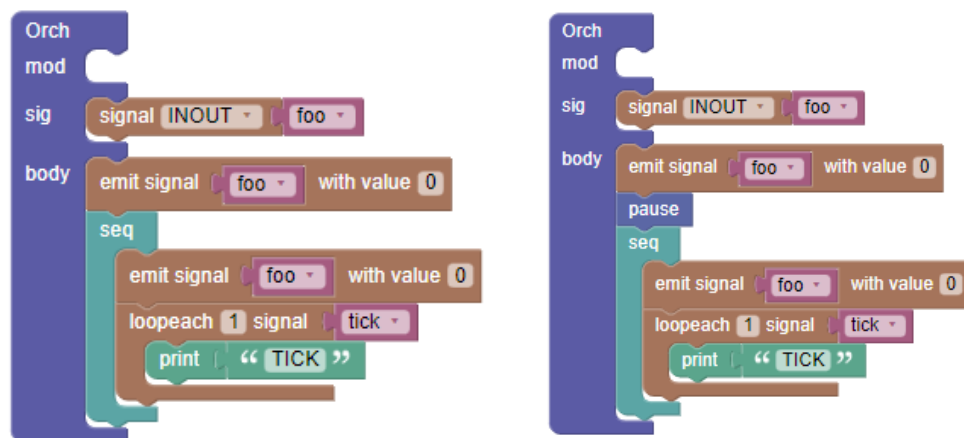 Orch
mod
sig signal INOUT foo
body emit signal foo with value 0
seq
emit signal foo with value 0
loopeach 1 signal tick
print “ TICK ”
Orch
mod
sig signal INOUT foo
body emit signal foo with value 0
pause
seq
emit signal foo with value 0
loopeach 1 signal tick
print “ TICK ”